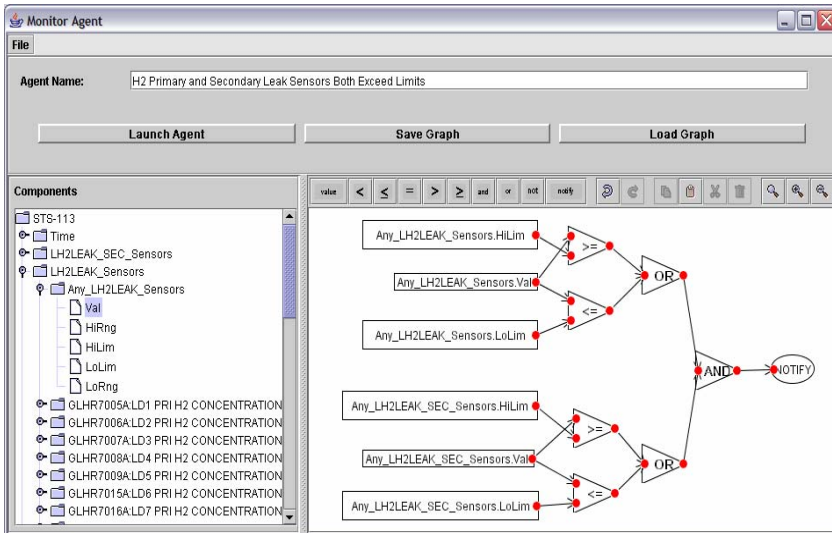 Monitor Agent
File
Agent Name:
H2 Primary and Secondary Leak Sensors Both Exceed Limits
Launch Agent
Save Graph
Load Graph
Components
STS-113
Time
LH2LEAK_SEC_Sensors
LH2LEAK_Sensors
Any_LH2LEAK_Sensors
Val
HiRng
HiLim
LoLim
LoRng
GLHR7005A:LD1 PRI H2 CONCENTRATION
GLHR7006A:LD2 PRI H2 CONCENTRATION
GLHR7007A:LD3 PRI H2 CONCENTRATION
GLHR7008A:LD4 PRI H2 CONCENTRATION
GLHR7009A:LD5 PRI H2 CONCENTRATION
GLHR7015A:LD6 PRI H2 CONCENTRATION
GLHR7016A:LD7 PRI H2 CONCENTRATION
value < ≤ = > ≥ and or not notify
Any_LH2LEAK_Sensors.HiLim
>=
Any_LH2LEAK_Sensors.Val
OR
<=
Any_LH2LEAK_Sensors.LoLim
AND
NOTIFY
Any_LH2LEAK_SEC_Sensors.HiLim
>=
Any_LH2LEAK_SEC_Sensors.Val
OR
<=
Any_LH2LEAK_SEC_Sensors.LoLim